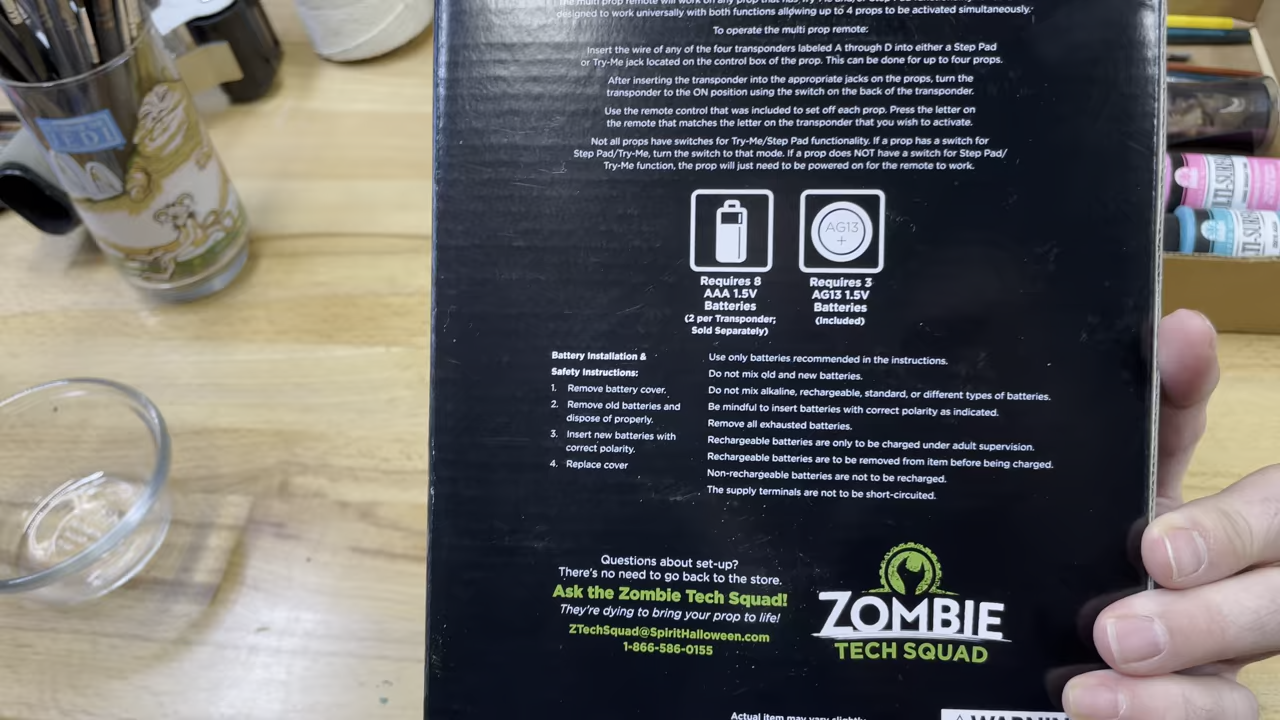 designed to work universally with both functions allowing up to 4 props to be activated simultaneously.
To operate the multi prop remote:
Insert the wire of any of the four transponders labeled A through D into either a Step Pad
or Try-Me jack located on the control box of the prop. This can be done for up to four props.
After inserting the transponder into the appropriate jacks on the props, turn the
transponder to the ON position using the switch on the back of the transponder.
Use the remote control that was included to set off each prop. Press the letter on
the remote that matches the letter on the transponder that you wish to activate.
Not all props have switches for Try-Me/Step Pad functionality. If a prop has a switch for
Step Pad/Try-Me, turn the switch to that mode. If a prop does NOT have a switch for Step Pad/
Try-Me function, the prop will just need to be powered on for the remote to work.
AG13
+
Requires 8
AAA 1.5V
Batteries
(2 per Transponder;
Sold Separately)
Requires 3
AG13 1.5V
Batteries
(Included)
Battery Installation &
Safety Instructions:
1. Remove battery cover.
2. Remove old batteries and
dispose of properly.
3. Insert new batteries with
correct polarity.
4. Replace cover
Use only batteries recommended in the instructions.
Do not mix old and new batteries.
Do not mix alkaline, rechargeable, standard, or different types of batteries.
Be mindful to insert batteries with correct polarity as indicated.
Remove all exhausted batteries.
Rechargeable batteries are only to be charged under adult supervision.
Rechargeable batteries are to be removed from item before being charged.
Non-rechargeable batteries are not to be recharged.
The supply terminals are not to be short-circuited.
Questions about set-up?
There's no need to go back to the store.
Ask the Zombie Tech Squad!
They're dying to bring your prop to life!
ZTechSquad@SpiritHalloween.com
1-866-586-0155
ZOMBIE
TECH SQUAD
Actual item may vary slightly